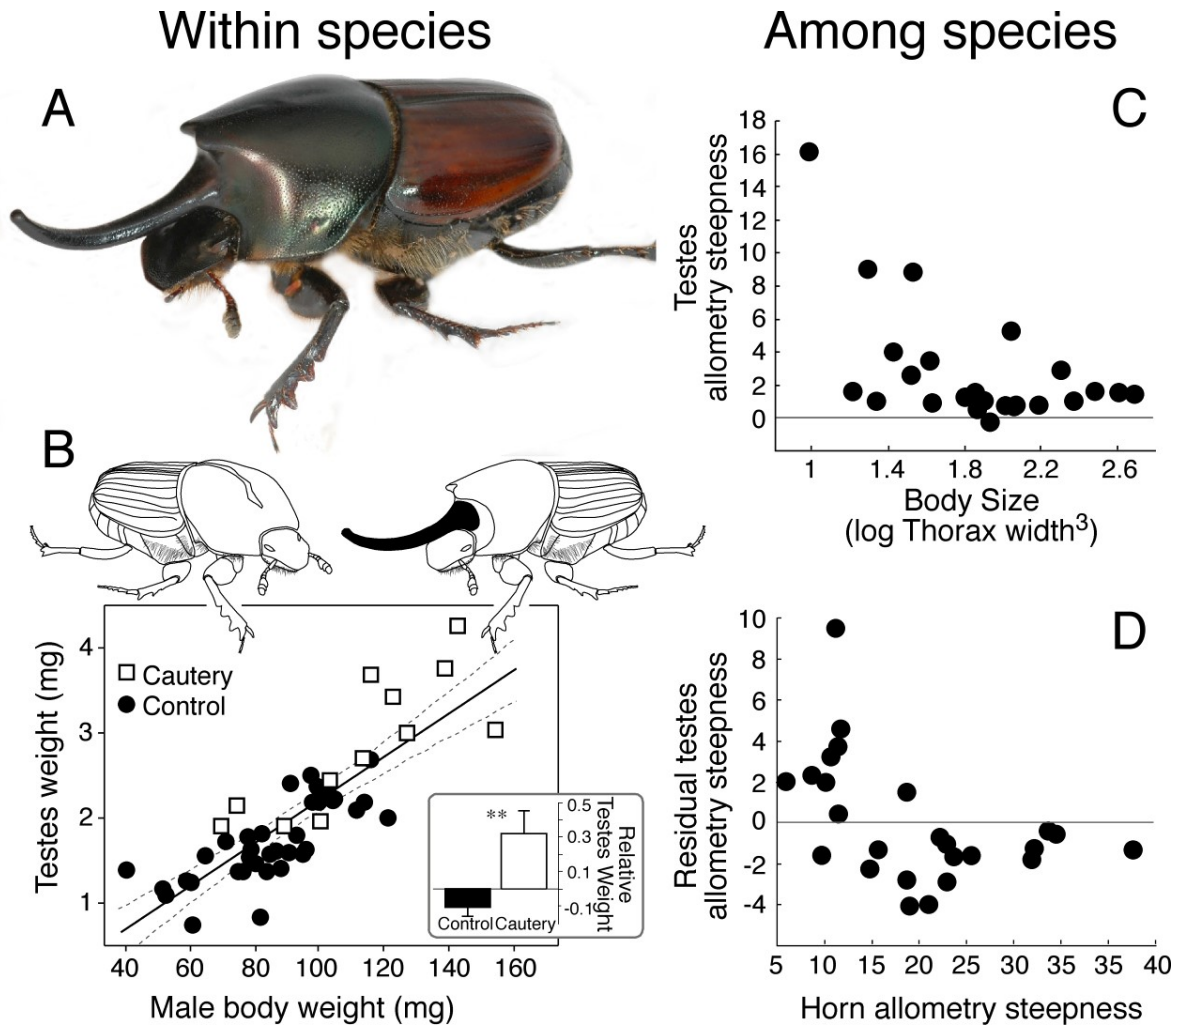 Within species
Among species
A
C
18
16
14
12
10
8
6
4
2
0
Testes
allometry steepness
1
1.4
1.8
2.2
2.6
Body Size
(log Thorax width³)
B
4
3
2
1
Testes weight (mg)
Cautery
Control
**
0.5
0.3
0.1
-0.1
Relative
Testes Weight
Control
Cautery
40
60
80
100
120
140
160
Male body weight (mg)
D
10
8
6
4
2
0
-2
-4
Residual testes
allometry steepness
5
10
15
20
25
30
35
40
Horn allometry steepness